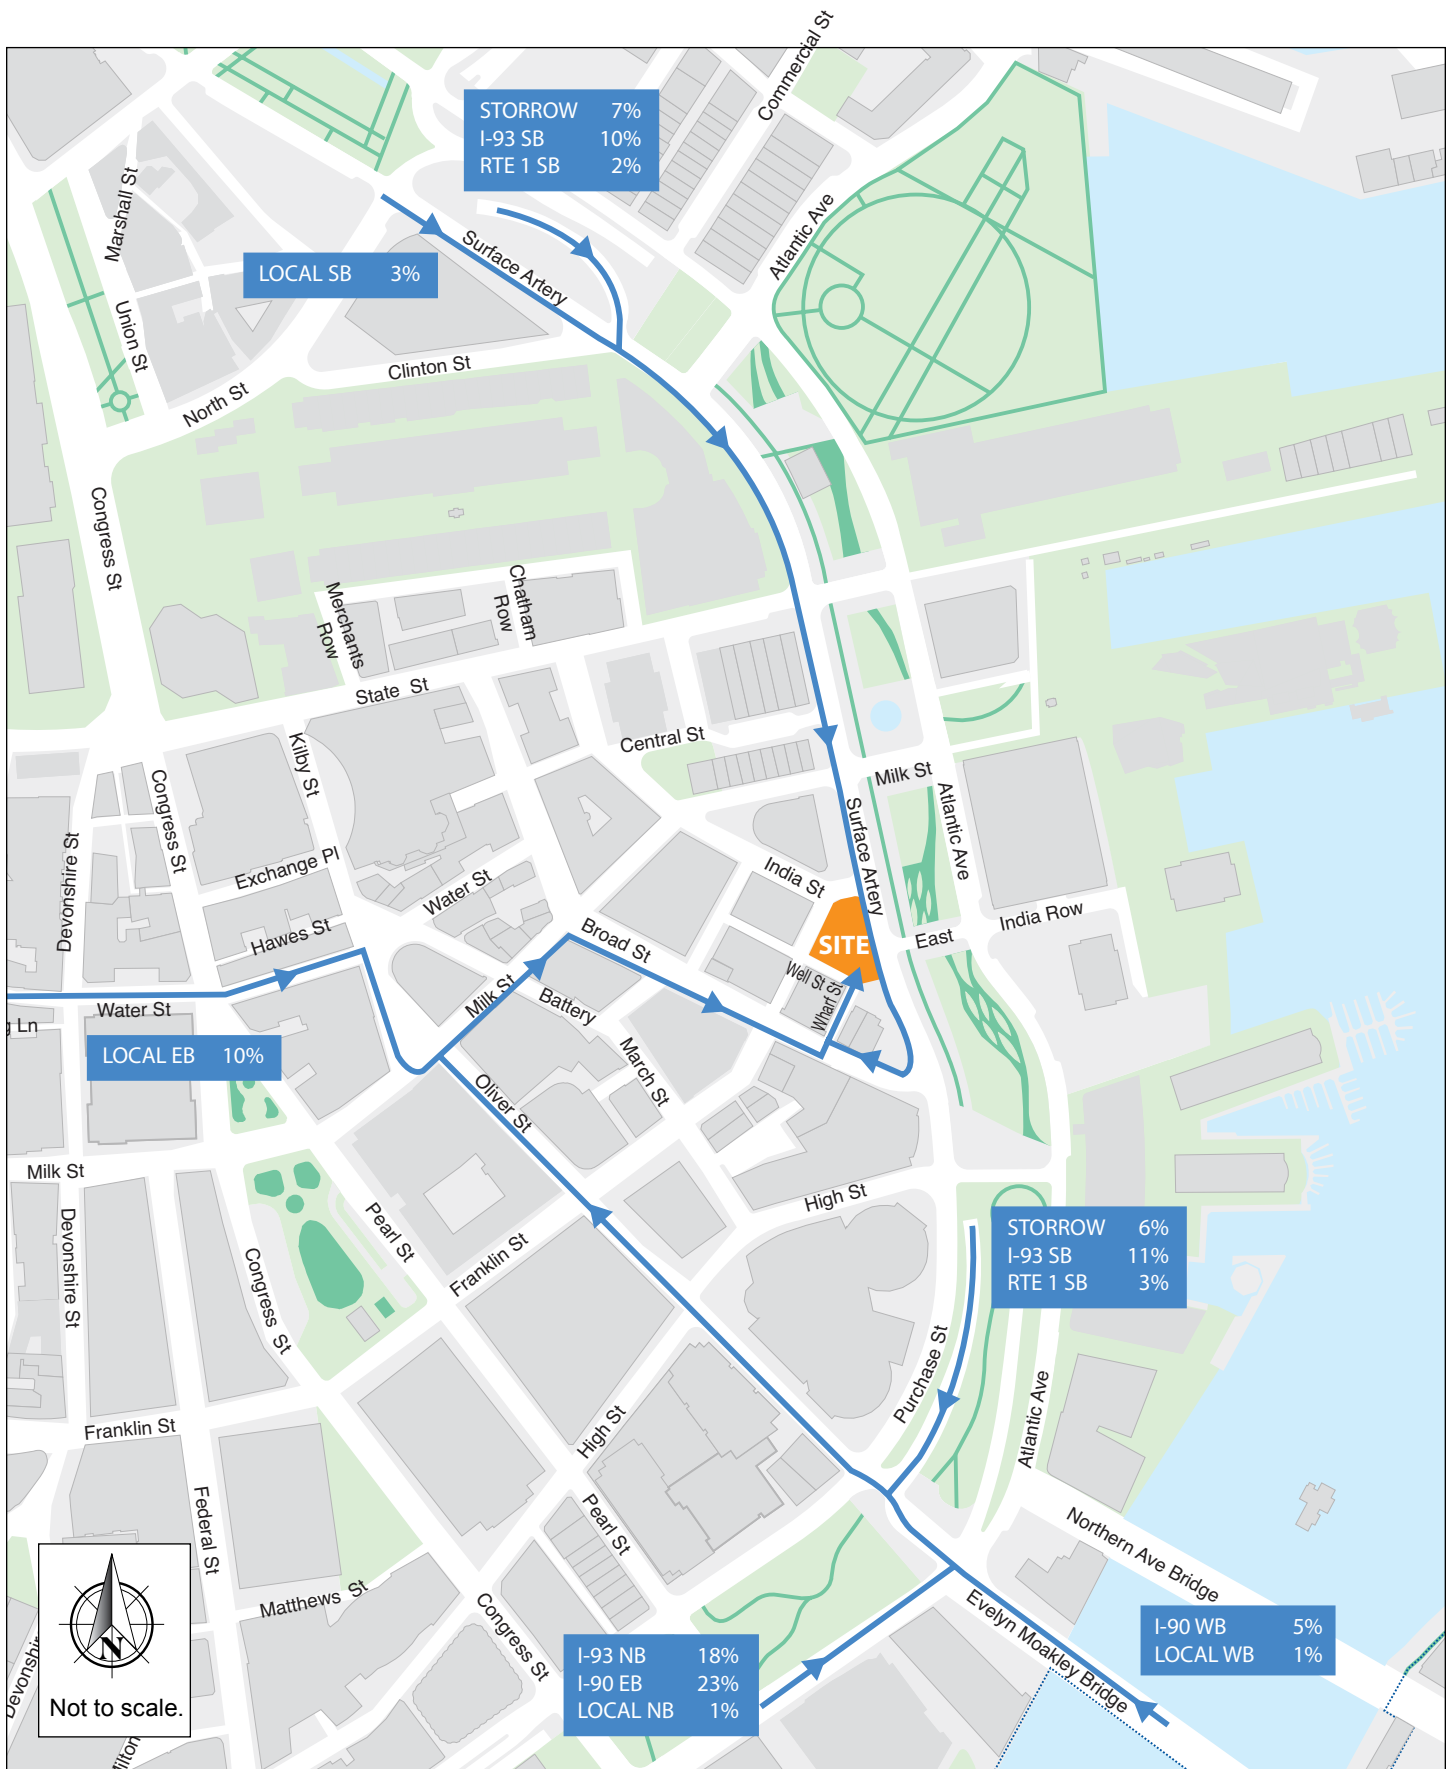 Commercial St
STORROW 7%
I-93 SB 10%
RTE 1 SB 2%
Marshall St
Atlantic Ave
LOCAL SB 3%
Surface Artery
Union St
Clinton St
North St
Congress St
Merchants
Row
Chatham
Row
State St
Central St
Kilby St
Milk St
Congress St
Atlantic Ave
Surface Artery
Devonshire St
Exchange Pl
India St
Water St
India Row
Hawes St
Broad St
SITE
East
Well St
Milk St
Battery
March St
Wharf St
Water St
Ln
LOCAL EB 10%
Oliver St
Milk St
High St
Pearl St
Devonshire St
Franklin St
STORROW 6%
I-93 SB 11%
RTE 1 SB 3%
Congress St
Purchase St
Atlantic Ave
Franklin St
High St
Federal St
Pearl St
Northern Ave Bridge
Matthews St
Congress St
Evelyn Moakley Bridge
I-90 WB 5%
LOCAL WB 1%
N
Not to scale.
I-93 NB 18%
I-90 EB 23%
LOCAL NB 1%